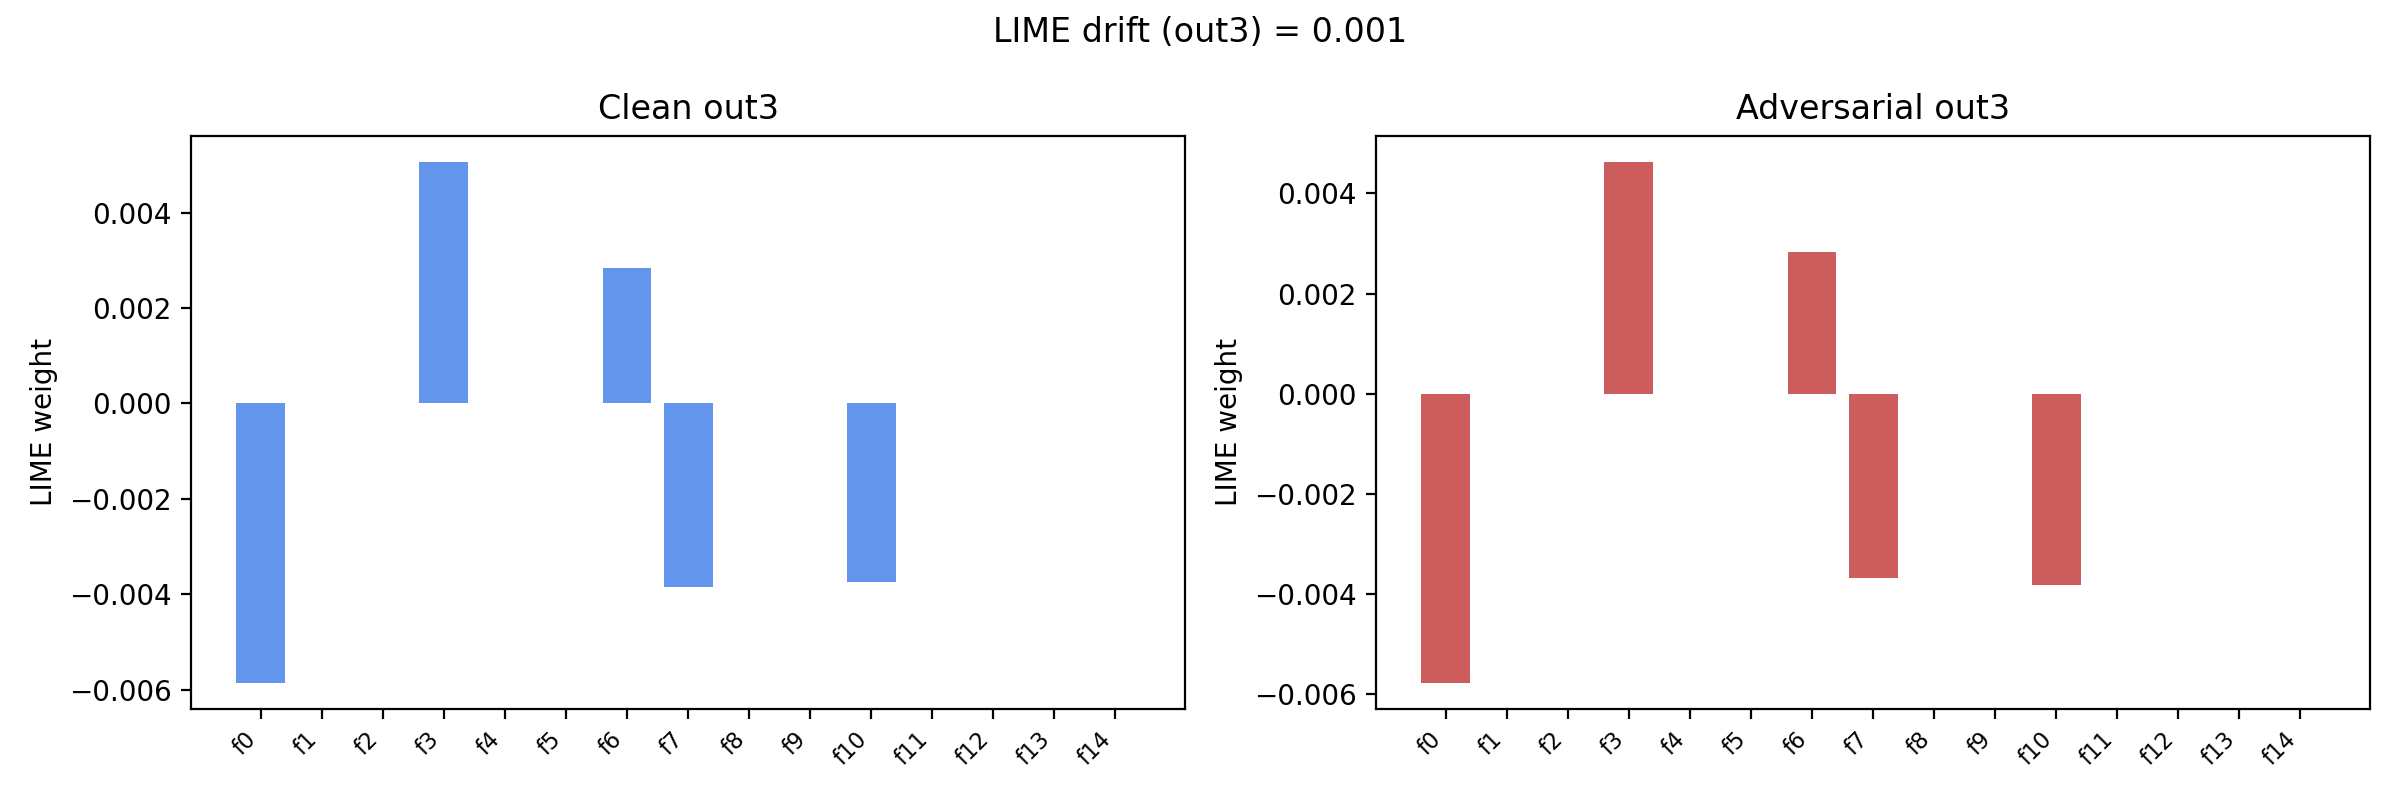 LIME drift (out3) = 0.001
Clean out3
LIME weight
0.004
0.002
0.000
−0.002
−0.004
−0.006
f0 f1 f2 f3 f4 f5 f6 f7 f8 f9 f10 f11 f12 f13 f14
Adversarial out3
LIME weight
0.004
0.002
0.000
−0.002
−0.004
−0.006
f0 f1 f2 f3 f4 f5 f6 f7 f8 f9 f10 f11 f12 f13 f14